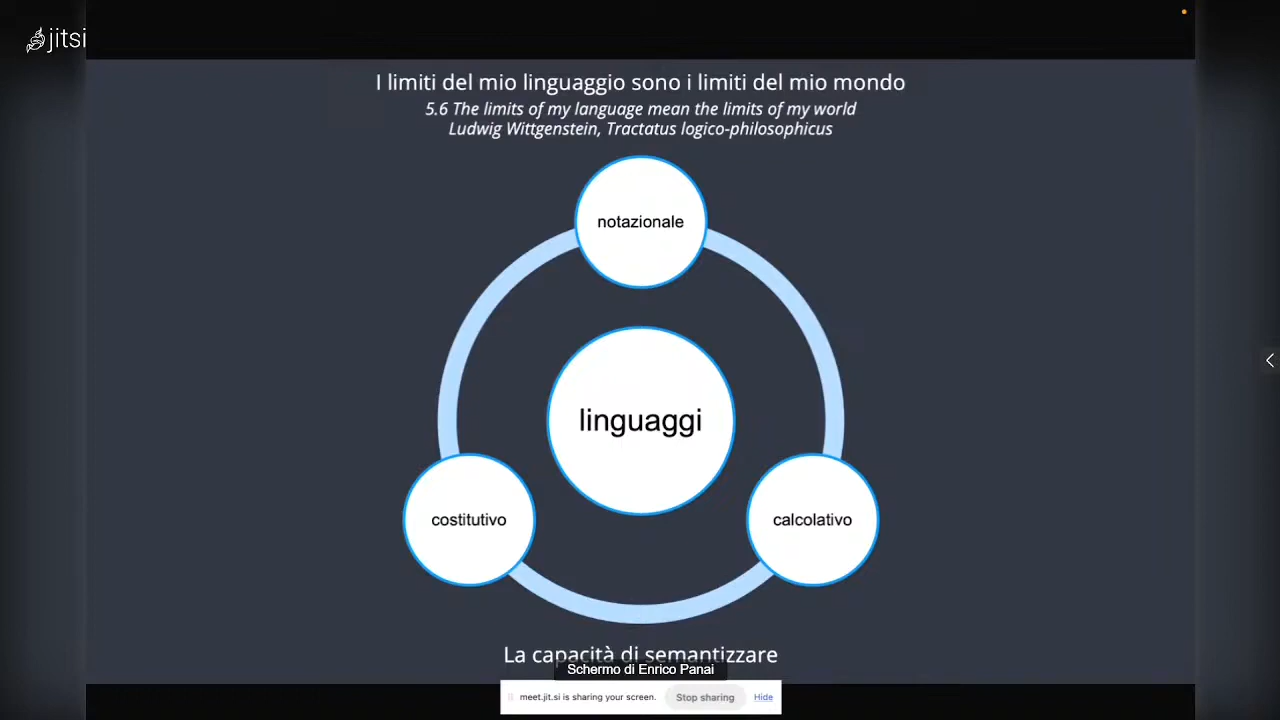 jitsi
I limiti del mio linguaggio sono i limiti del mio mondo
5.6 The limits of my language mean the limits of my world
Ludwig Wittgenstein, Tractatus logico-philosophicus
notazionale
linguaggi
costitutivo
calcolativo
La capacità di semantizzare
Schermo di Enrico Panai
meet.jit.si is sharing your screen.
Stop sharing
Hide